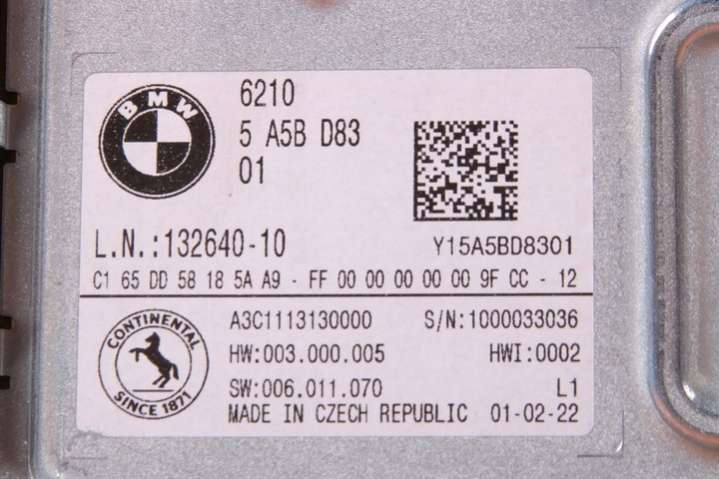 BMW
6210
5 A5B D83
01
L.N.:132640-10
Y15A5BD8301
C1 65 DD 58 18 5A A9 - FF 00 00 00 00 00 9F CC - 12
CONTINENTAL
SINCE 1871
A3C1113130000 S/N:1000033036
HW:003.000.005 HWI:0002
SW:006.011.070 L1
MADE IN CZECH REPUBLIC 01-02-22